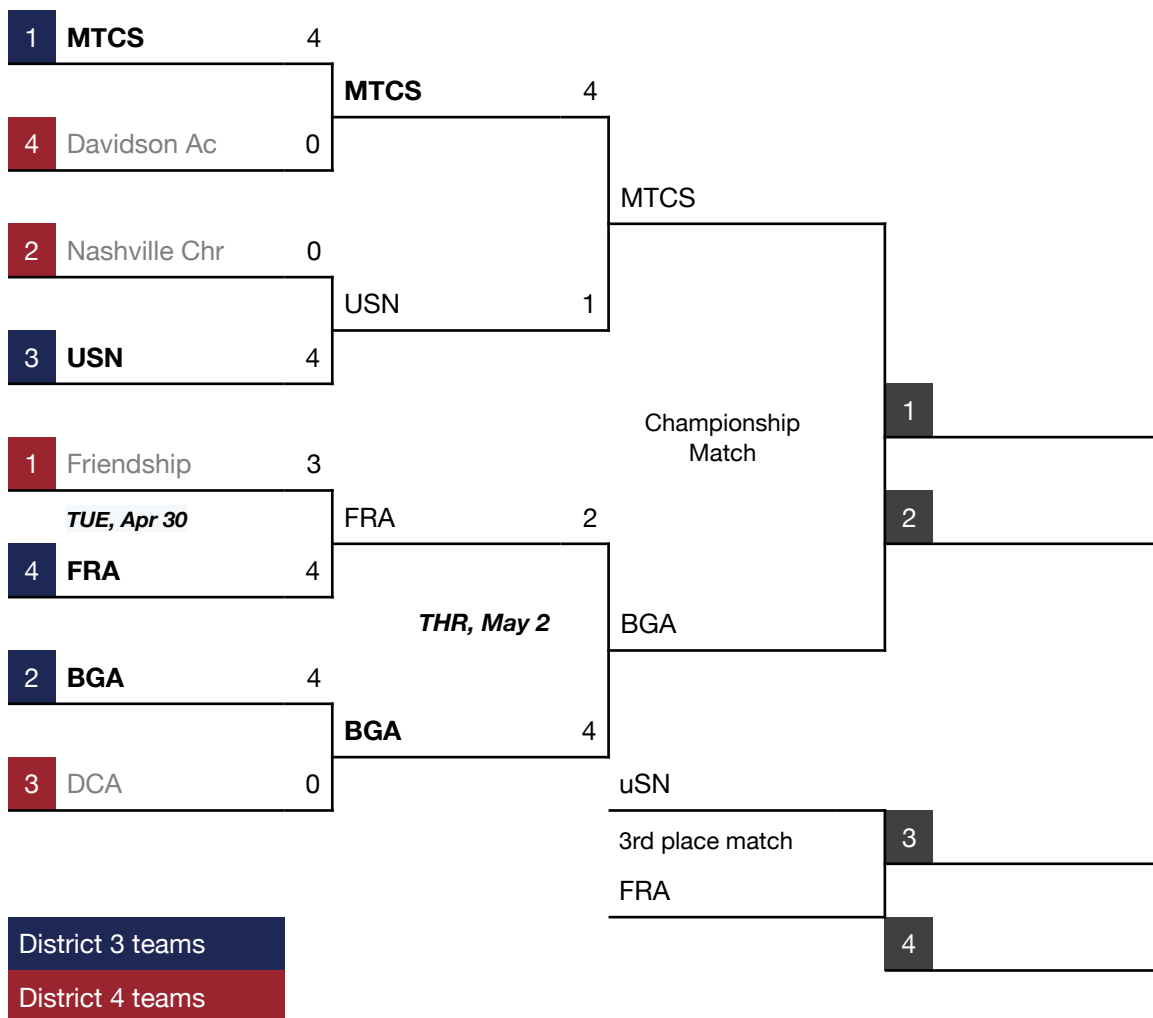 1 MTCS 4
MTCS 4
4 Davidson Ac 0
MTCS
2 Nashville Chr 0
USN 1
3 USN 4
Championship
Match
1
1 Friendship 3
TUE, Apr 30
FRA 2
2
4 FRA 4
THR, May 2
BGA
2 BGA 4
BGA 4
3 DCA 0
uSN
3rd place match
3
FRA
District 3 teams
4
District 4 teams